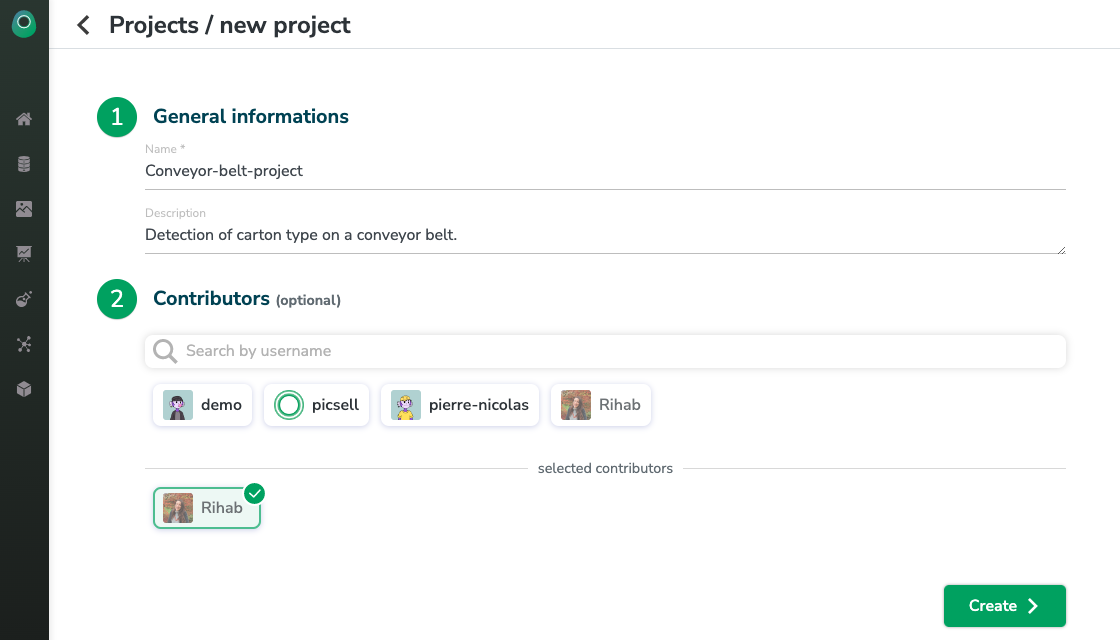 Projects / new project
1 General informations
Name *
Conveyor-belt-project
Description
Detection of carton type on a conveyor belt.
2 Contributors (optional)
Search by username
demo picsell pierre-nicolas Rihab
selected contributors
Rihab
Create